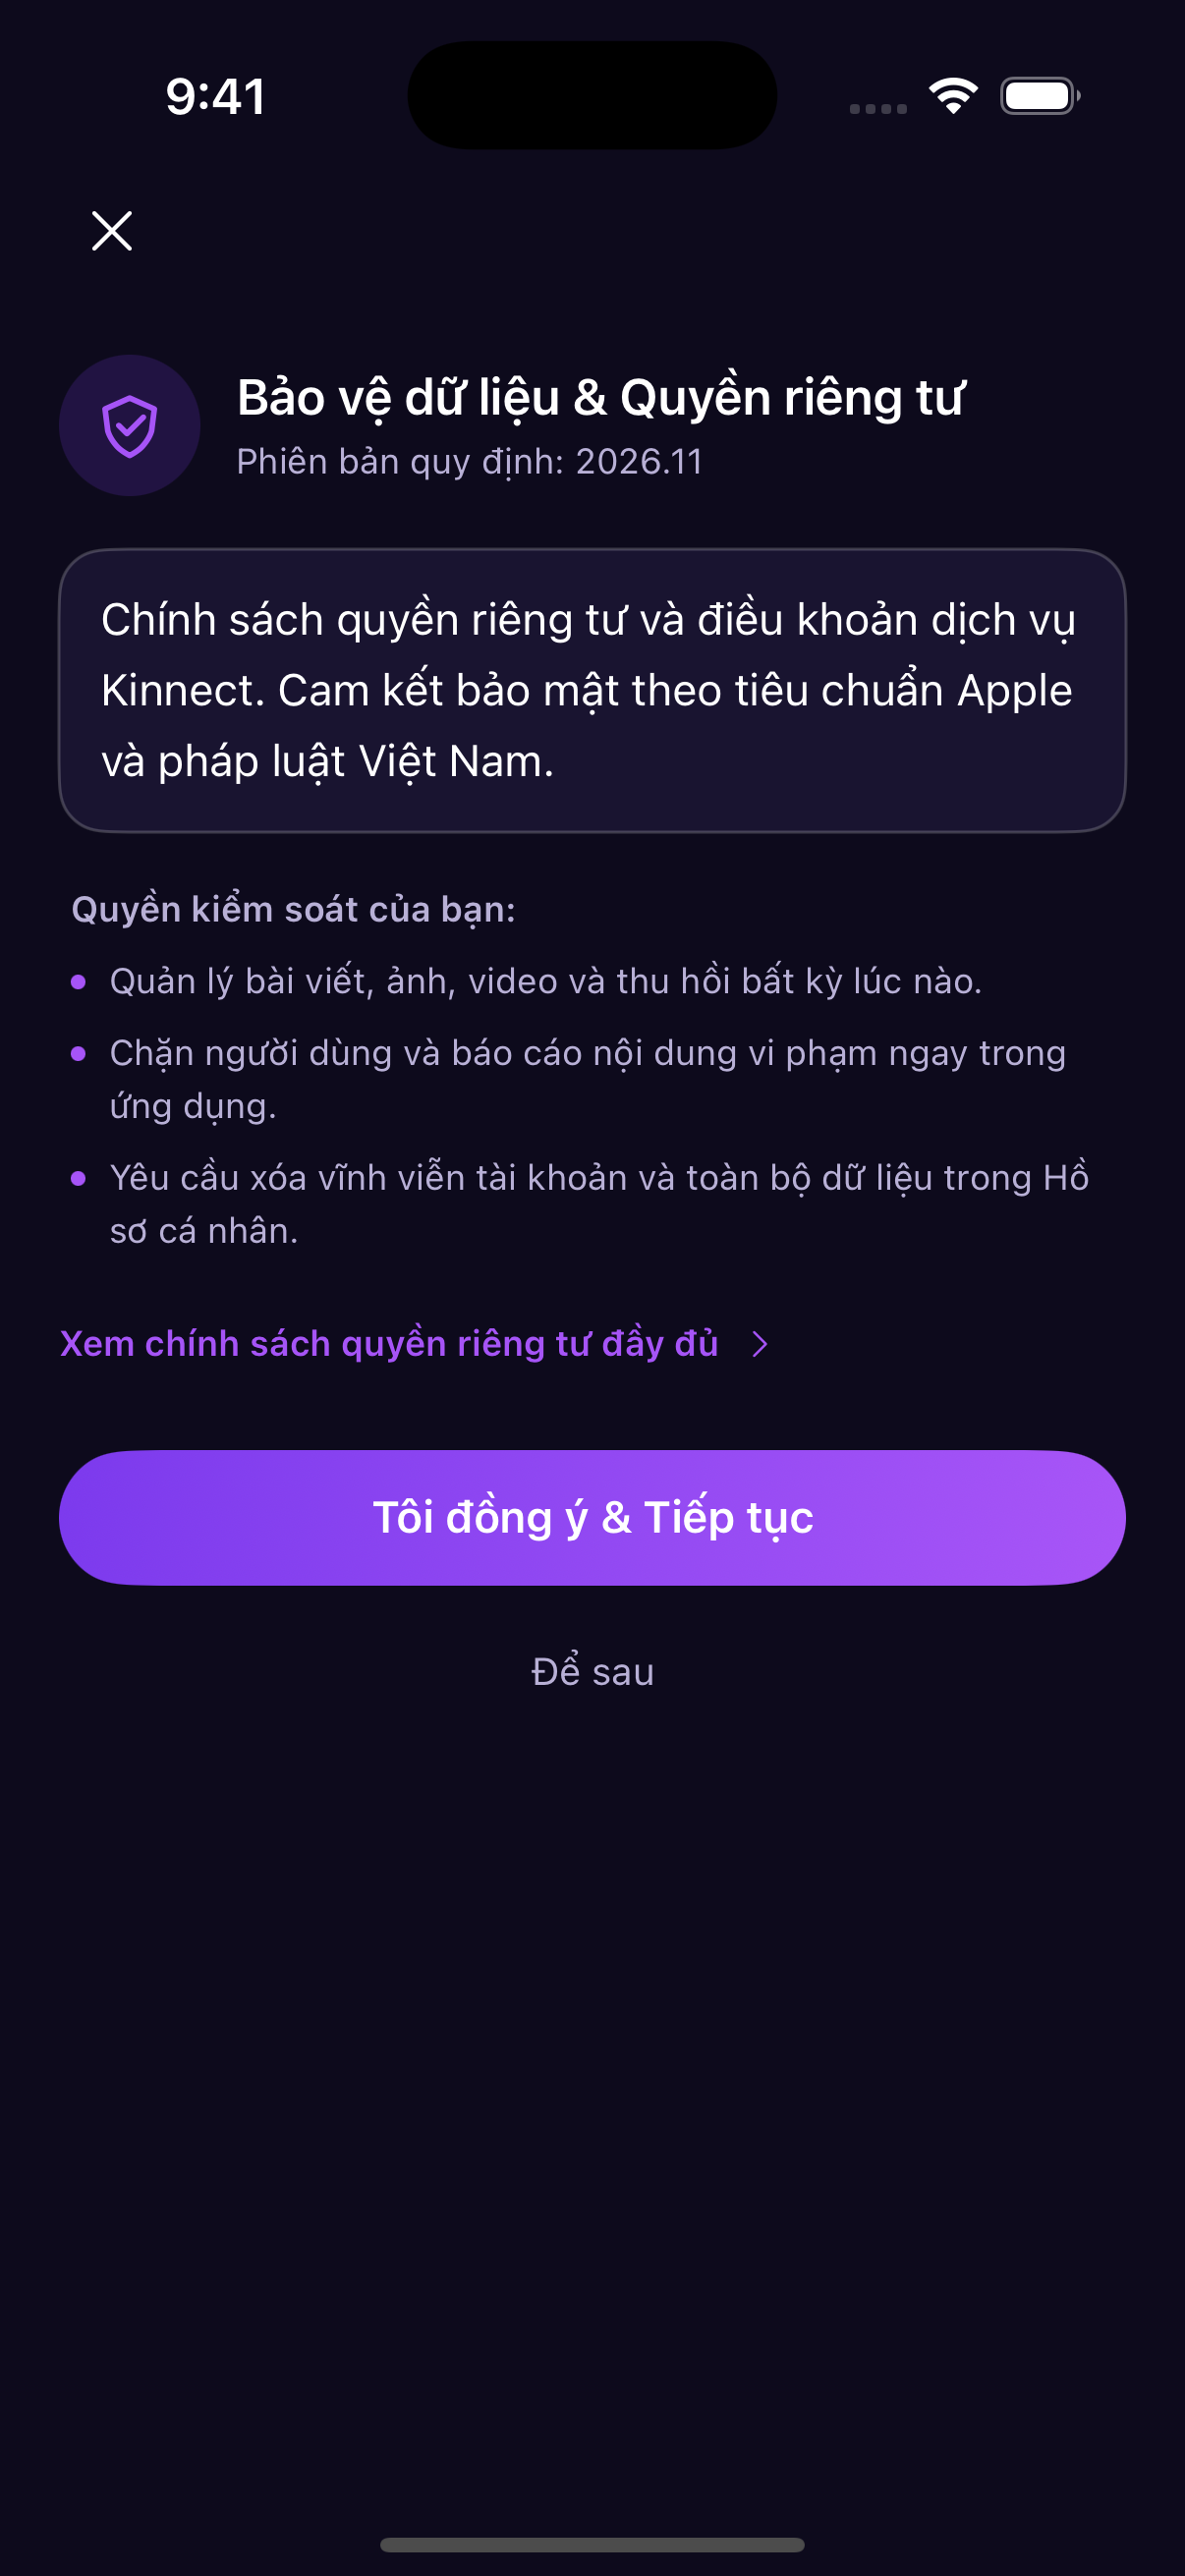 9:41
Bảo vệ dữ liệu & Quyền riêng tư
Phiên bản quy định: 2026.11
Chính sách quyền riêng tư và điều khoản dịch vụ
Kinnect. Cam kết bảo mật theo tiêu chuẩn Apple
và pháp luật Việt Nam.
Quyền kiểm soát của bạn:
Quản lý bài viết, ảnh, video và thu hồi bất kỳ lúc nào.
Chặn người dùng và báo cáo nội dung vi phạm ngay trong
ứng dụng.
Yêu cầu xóa vĩnh viễn tài khoản và toàn bộ dữ liệu trong Hồ
sơ cá nhân.
Xem chính sách quyền riêng tư đầy đủ
Tôi đồng ý & Tiếp tục
Để sau